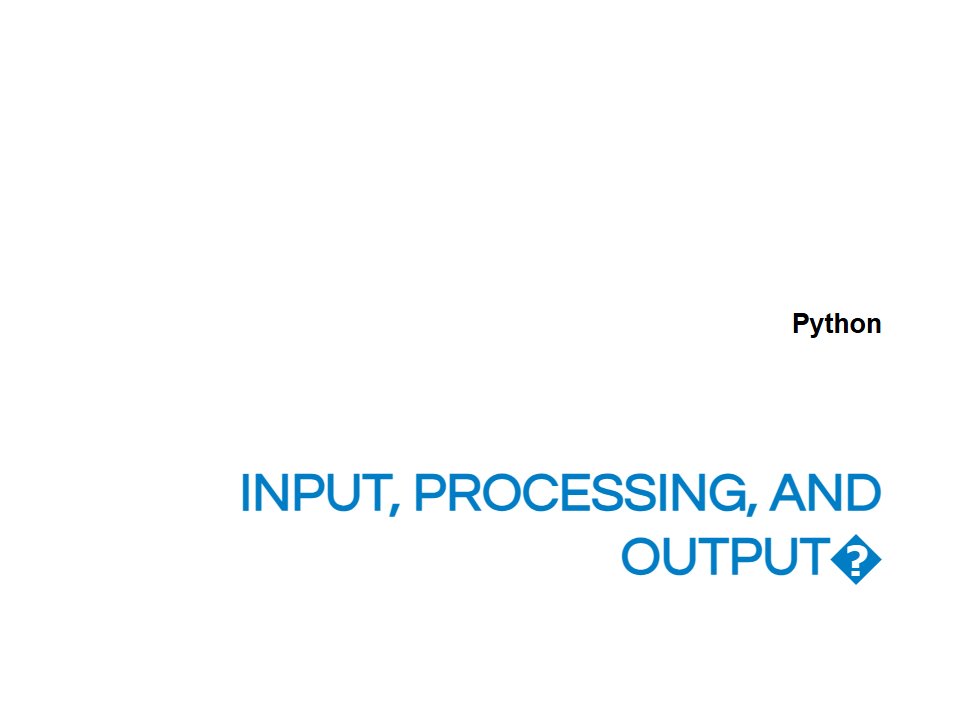 Python
INPUT, PROCESSING, AND
OUTPUT�